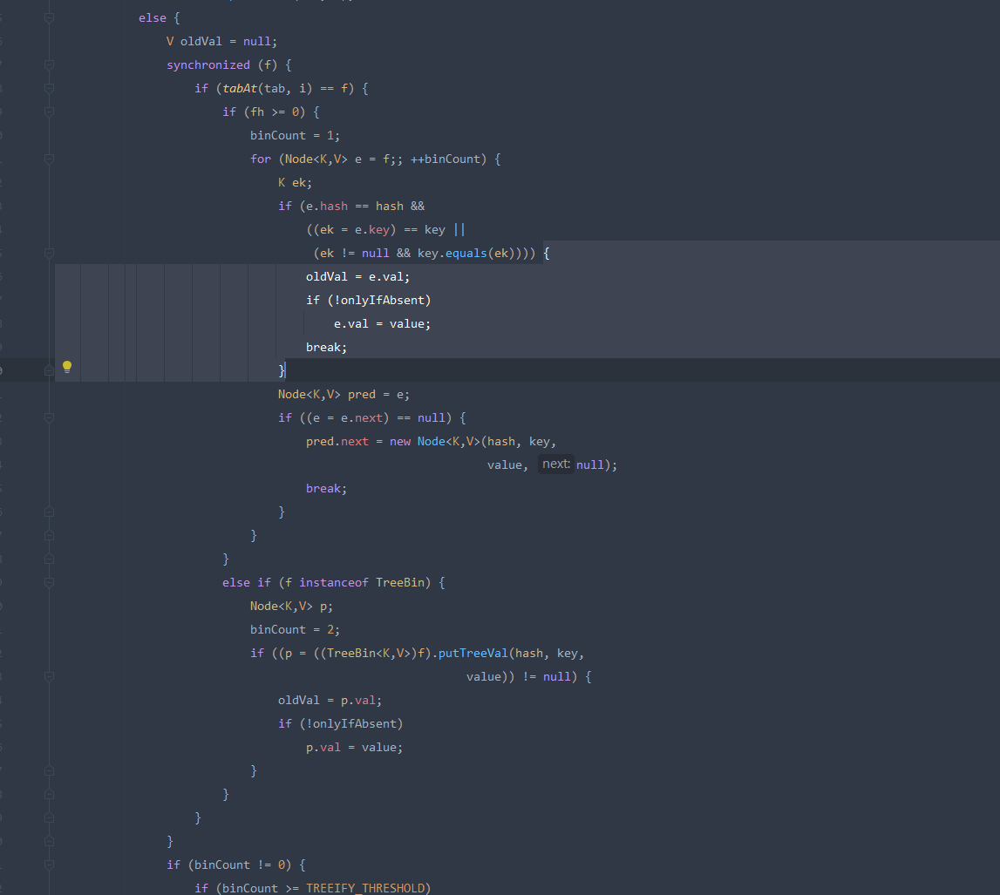 else {
V oldVal = null;
synchronized (f) {
if (tabAt(tab, i) == f) {
if (fh >= 0) {
binCount = 1;
for (Node<K,V> e = f;; ++binCount) {
K ek;
if (e.hash == hash &&
((ek = e.key) == key ||
(ek != null && key.equals(ek)))) {
oldVal = e.val;
if (!onlyIfAbsent)
e.val = value;
break;
}
Node<K,V> pred = e;
if ((e = e.next) == null) {
pred.next = new Node<K,V>(hash, key,
value, next: null);
break;
}
}
}
else if (f instanceof TreeBin) {
Node<K,V> p;
binCount = 2;
if ((p = ((TreeBin<K,V>)f).putTreeVal(hash, key,
value)) != null) {
oldVal = p.val;
if (!onlyIfAbsent)
p.val = value;
}
}
}
}
if (binCount != 0) {
if (binCount >= TREEIFY_THRESHOLD)